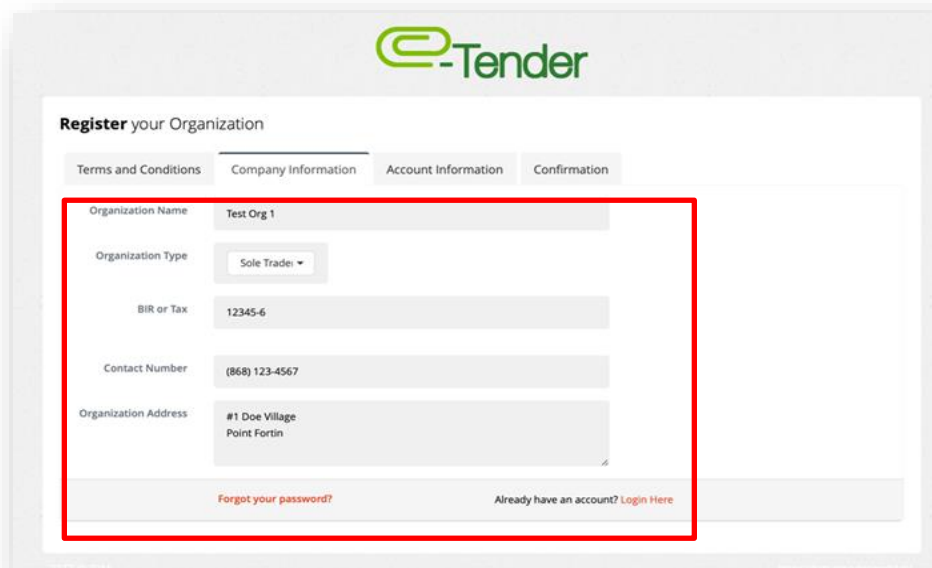 e-Tender
Register your Organization
Terms and Conditions Company Information Account Information Confirmation
Organization Name Test Org 1
Organization Type Sole Trader
BIR or Tax 12345-6
Contact Number (868) 123-4567
Organization Address #1 Doe Village
Point Fortin
Forgot your password? Already have an account? Login Here